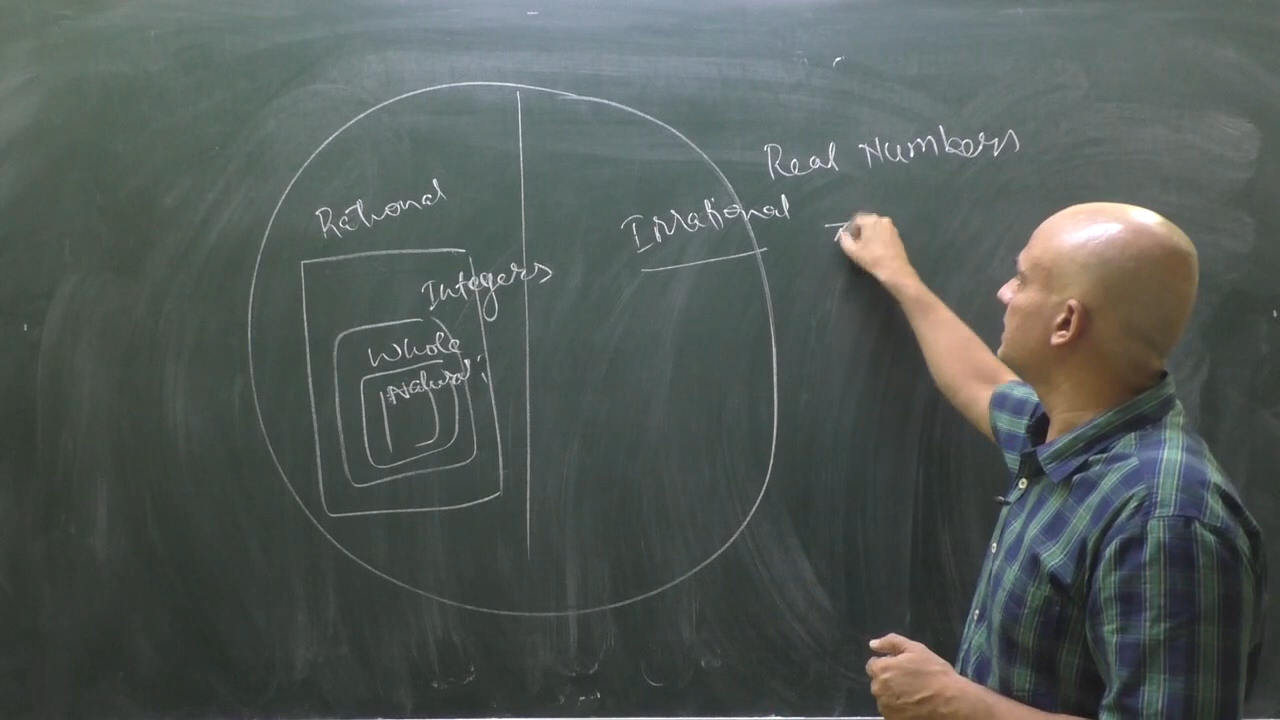 Real Numbers
Rational
Irrational
Integers
Whole
Natural